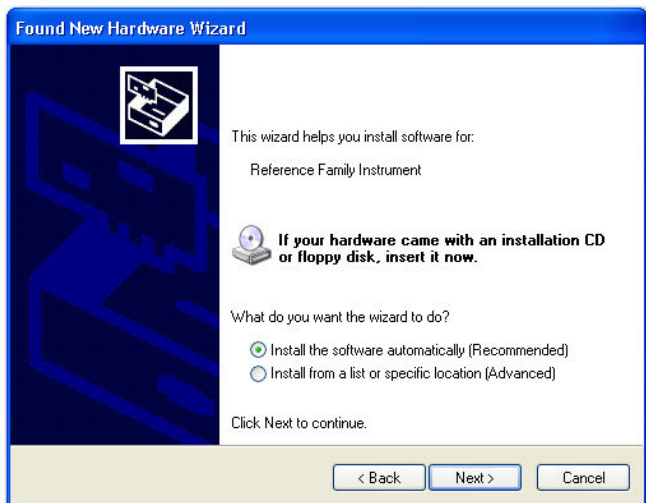 Found New Hardware Wizard
This wizard helps you install software for:
Reference Family Instrument
If your hardware came with an installation CD
or floppy disk, insert it now.
What do you want the wizard to do?
Install the software automatically (Recommended)
Install from a list or specific location (Advanced)
Click Next to continue.
< Back Next > Cancel